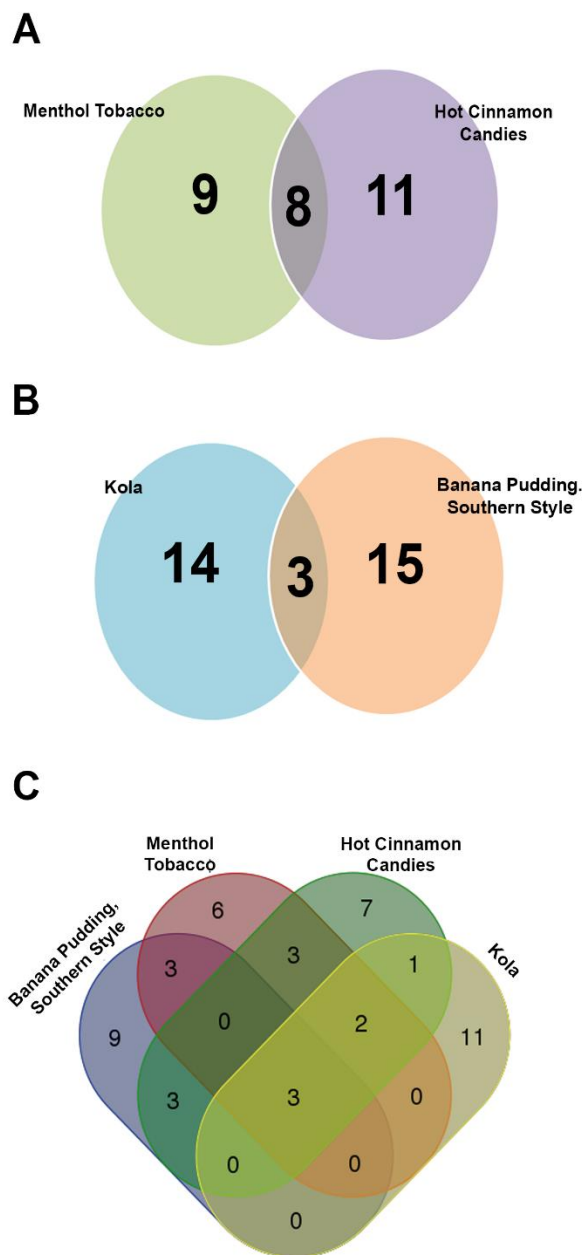 A
Menthol Tobacco
Hot Cinnamon
Candies
9
8
11
B
Kola
Banana Pudding.
Southern Style
14
3
15
C
Menthol
Tobacco
Hot Cinnamon
Candies
Banana Pudding,
Southern Style
Kola
6
7
3
3
1
9
0
2
11
3
3
0
0
0
0